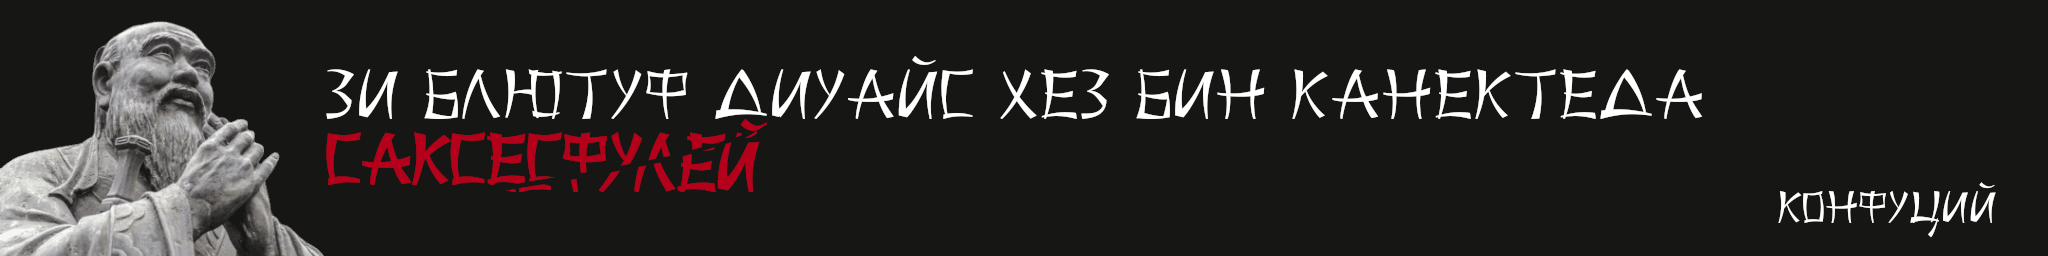 ЗИ БЛЮТУФ ДИУАЙС ХЕЗ БИН КАНЕКТЕДА
САКСЕСФУЛЕЙ
КОНФУЦИЙ